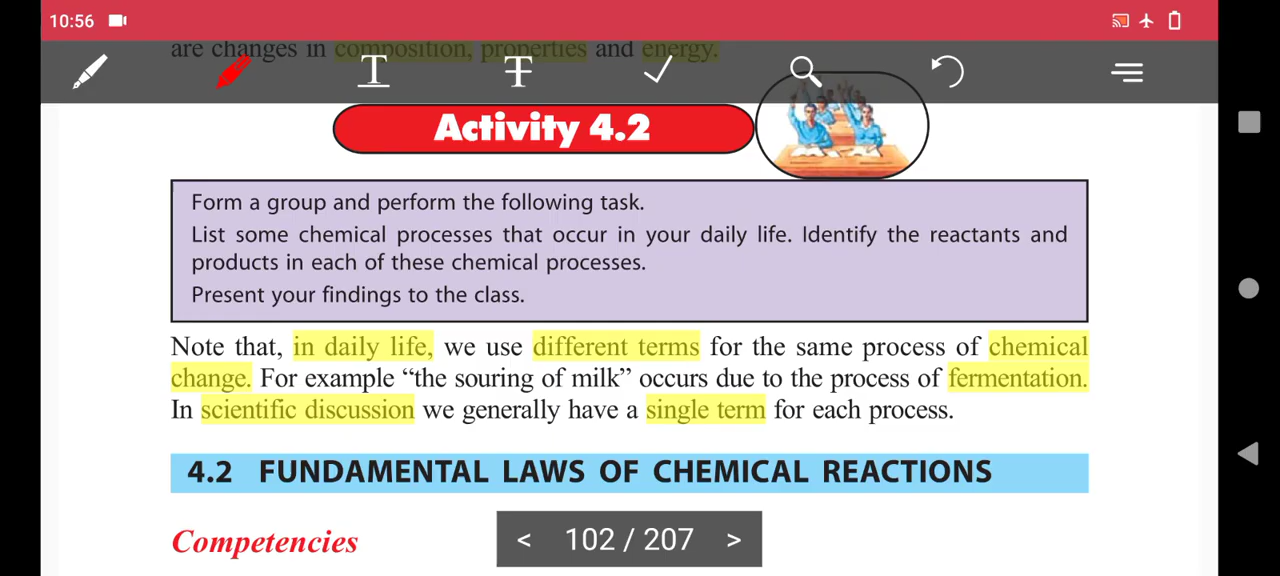 10:56
are changes in composition, properties and energy.
T T
Activity 4.2
Form a group and perform the following task.
List some chemical processes that occur in your daily life. Identify the reactants and
products in each of these chemical processes.
Present your findings to the class.
Note that, in daily life, we use different terms for the same process of chemical
change. For example “the souring of milk” occurs due to the process of fermentation.
In scientific discussion we generally have a single term for each process.
4.2 FUNDAMENTAL LAWS OF CHEMICAL REACTIONS
Competencies
< 102 / 207 >